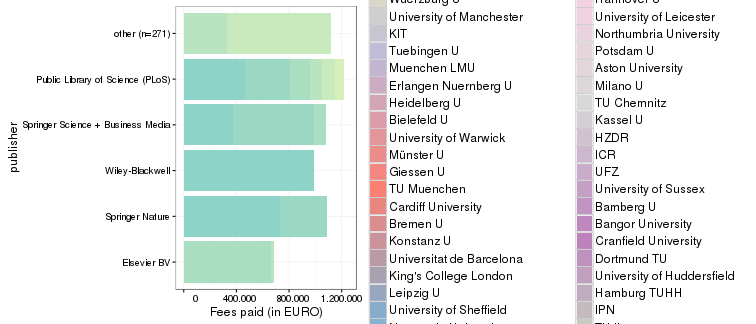 other (n=271)
Public Library of Science (PLoS)
Springer Science + Business Media
Wiley-Blackwell
Springer Nature
Elsevier BV
publisher
0 400.000 800.000 1.200.000
Fees paid (in EURO)
Wuerzburg U
University of Manchester
KIT
Tuebingen U
Muenchen LMU
Erlangen Nuernberg U
Heidelberg U
Bielefeld U
University of Warwick
Münster U
Giessen U
TU Muenchen
Cardiff University
Bremen U
Konstanz U
Universitat de Barcelona
King's College London
Leipzig U
University of Sheffield
Hannover U
University of Leicester
Northumbria University
Potsdam U
Aston University
Milano U
TU Chemnitz
Kassel U
HZDR
ICR
UFZ
University of Sussex
Bamberg U
Bangor University
Cranfield University
Dortmund TU
University of Huddersfield
Hamburg TUHH
IPN